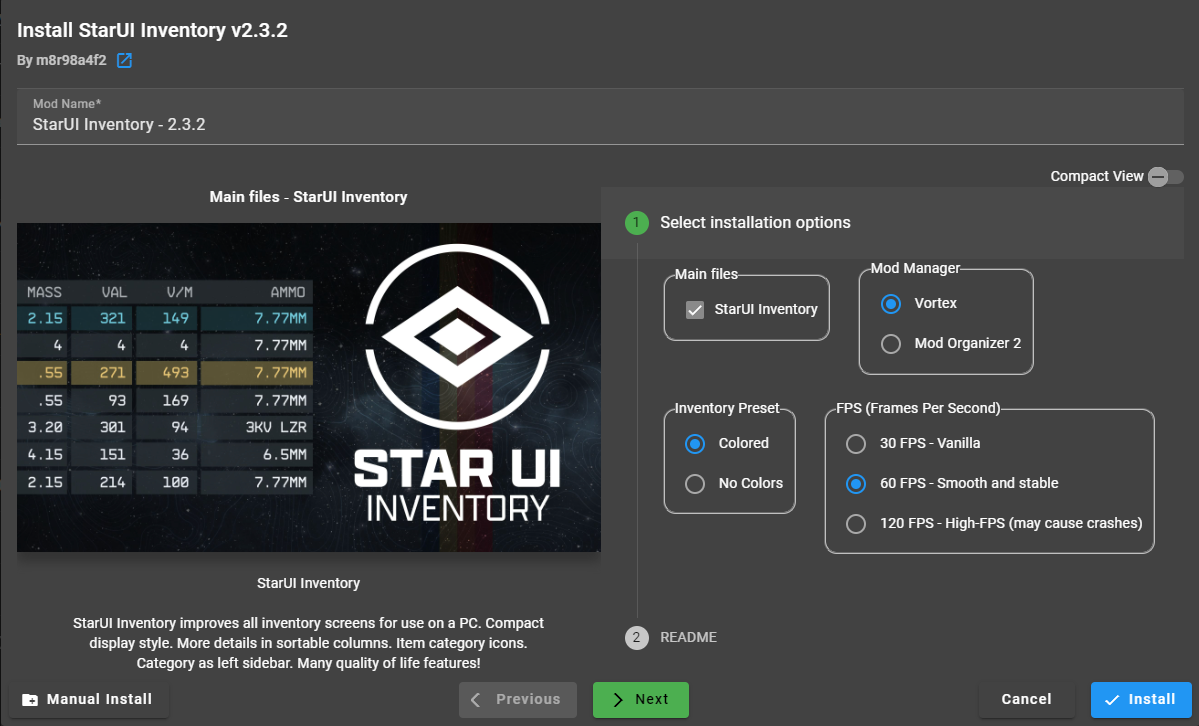 Install StarUI Inventory v2.3.2
By m8r98a4f2
Mod Name*
StarUI Inventory - 2.3.2
Compact View
Main files - StarUI Inventory
MASS VAL V/M AMMO
2.15 321 149 7.77MM
4 4 4 7.77MM
.55 271 493 7.77MM
.55 93 169 7.77MM
3.20 301 94 3KV LZR
4.15 151 36 6.5MM
2.15 214 100 7.77MM
STAR UI
INVENTORY
StarUI Inventory
StarUI Inventory improves all inventory screens for use on a PC. Compact
display style. More details in sortable columns. Item category icons.
Category as left sidebar. Many quality of life features!
1 Select installation options
Main files
StarUI Inventory
Mod Manager
Vortex
Mod Organizer 2
Inventory Preset
Colored
No Colors
FPS (Frames Per Second)
30 FPS - Vanilla
60 FPS - Smooth and stable
120 FPS - High-FPS (may cause crashes)
2 README
Manual Install
Previous
Next
Cancel
Install